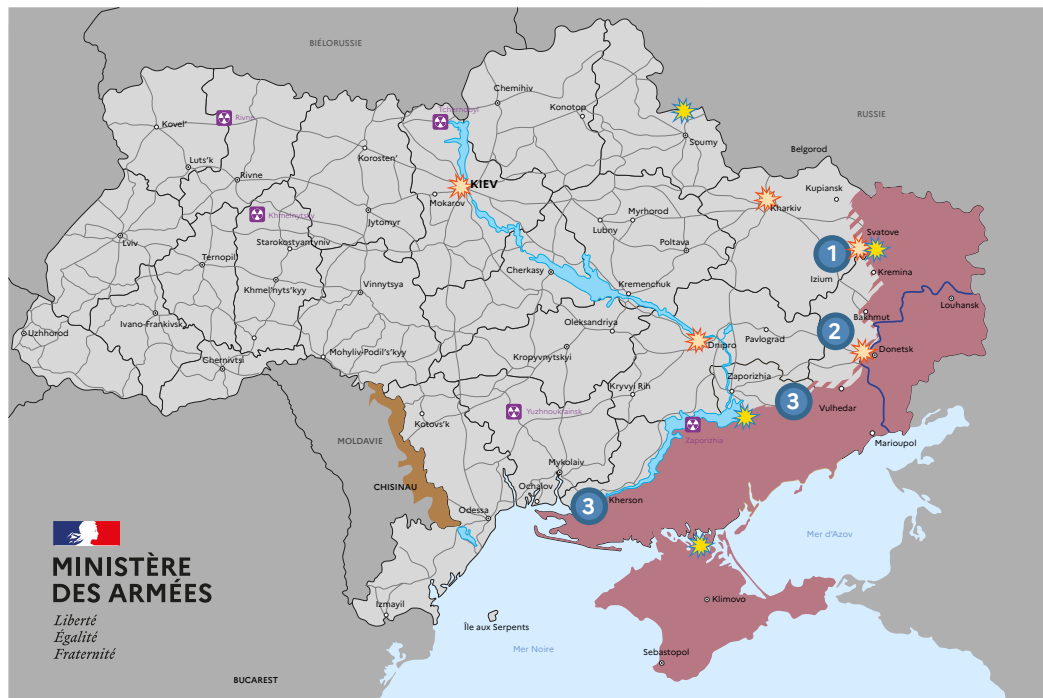 BIÉLORUSSIE
RUSSIE
Chernihiv
Tchernobyl
Konotop
Rivne
Kovel'
Soumy
Belgorod
Korosten'
Luts'k
Rivne
KIEV
Mokarov
Kupiansk
Kharkiv
Khmelnytskiy
Jytomyr
Myrhorod
Lubny
Svatove
Lviv
Starokostyantyniv
Poltava
1
Ternopil
Cherkasy
Izium
Kremina
Khmel'nyts'kyy
Vinnytsya
Kremenchuk
Louhansk
Ivano-Frankivsk
Oleksandriya
Bakhmut
2
Uzhhorod
Dnipro
Pavlograd
Donetsk
Chernivtsi
Mohyliv-Podil's'kyy
Kropyvnytskyi
Zaporizhia
Kryvyi Rih
3
Vulhedar
Yuzhnoukrainsk
Kotovs'k
Zaporizhia
MOLDAVIE
Marioupol
Mykolaiv
CHISINAU
Ochaloy
Kherson
3
Odessa
Mer d'Azov
MINISTÈRE
DES ARMÉES
Liberté
Égalité
Fraternité
Izmayil
Klimovo
Île aux Serpents
Mer Noire
Sebastopol
BUCAREST